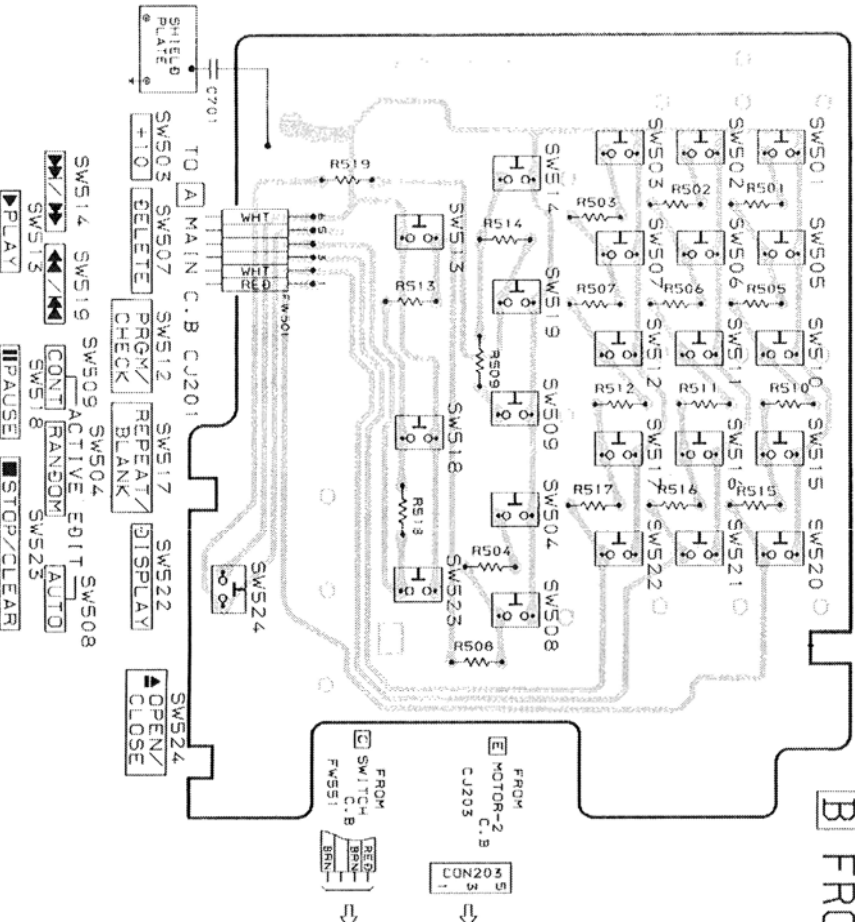 SHIELD
PLATE
C701
TO A MAIN C.B CJ201
SW503
+10
SW507
DELETE
SW512
PRGM/
CHECK
SW517
REPEAT/
BLANK
SW522
DISPLAY
SW524
OPEN/
CLOSE
SW514
SW519
SW509
SW504
SW508
CONT
RANDOM
AUTO
ACTIVE EDIT
SW513
▶PLAY
SW518
PAUSE
SW523
■STOP/CLEAR
SW501
SW502
SW503
R501
R502
R503
SW505
SW506
SW507
R505
R506
R507
SW510
SW511
SW512
R510
R511
R512
SW515
SW516
SW517
R515
R516
R517
SW520
SW521
SW522
SW514
R514
SW519
R509
SW509
SW504
R504
SW508
R508
R519
SW513
R513
SW518
R518
SW523
SW524
WHT
WHT
RED
FW501
FROM
E MOTOR-2
C.B
CJ203
CON203
1 3 5
FROM
C SWITCH
C.B
FW551
RED
BRN
BRN
B FRO